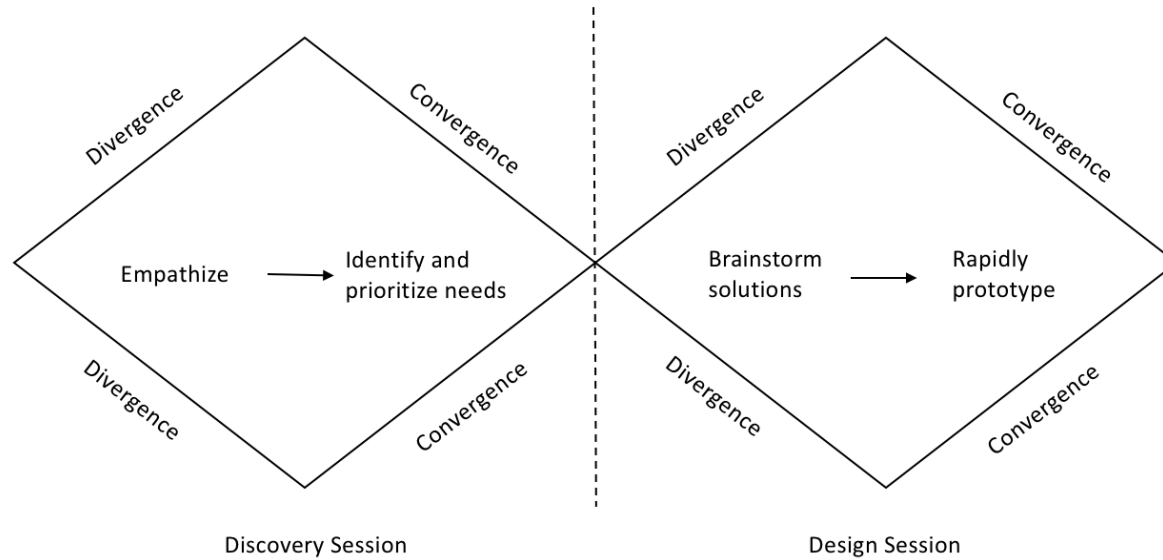 Divergence
Convergence
Divergence
Convergence
Empathize
Identify and
prioritize needs
Brainstorm
solutions
Rapidly
prototype
Divergence
Convergence
Divergence
Convergence
Discovery Session
Design Session